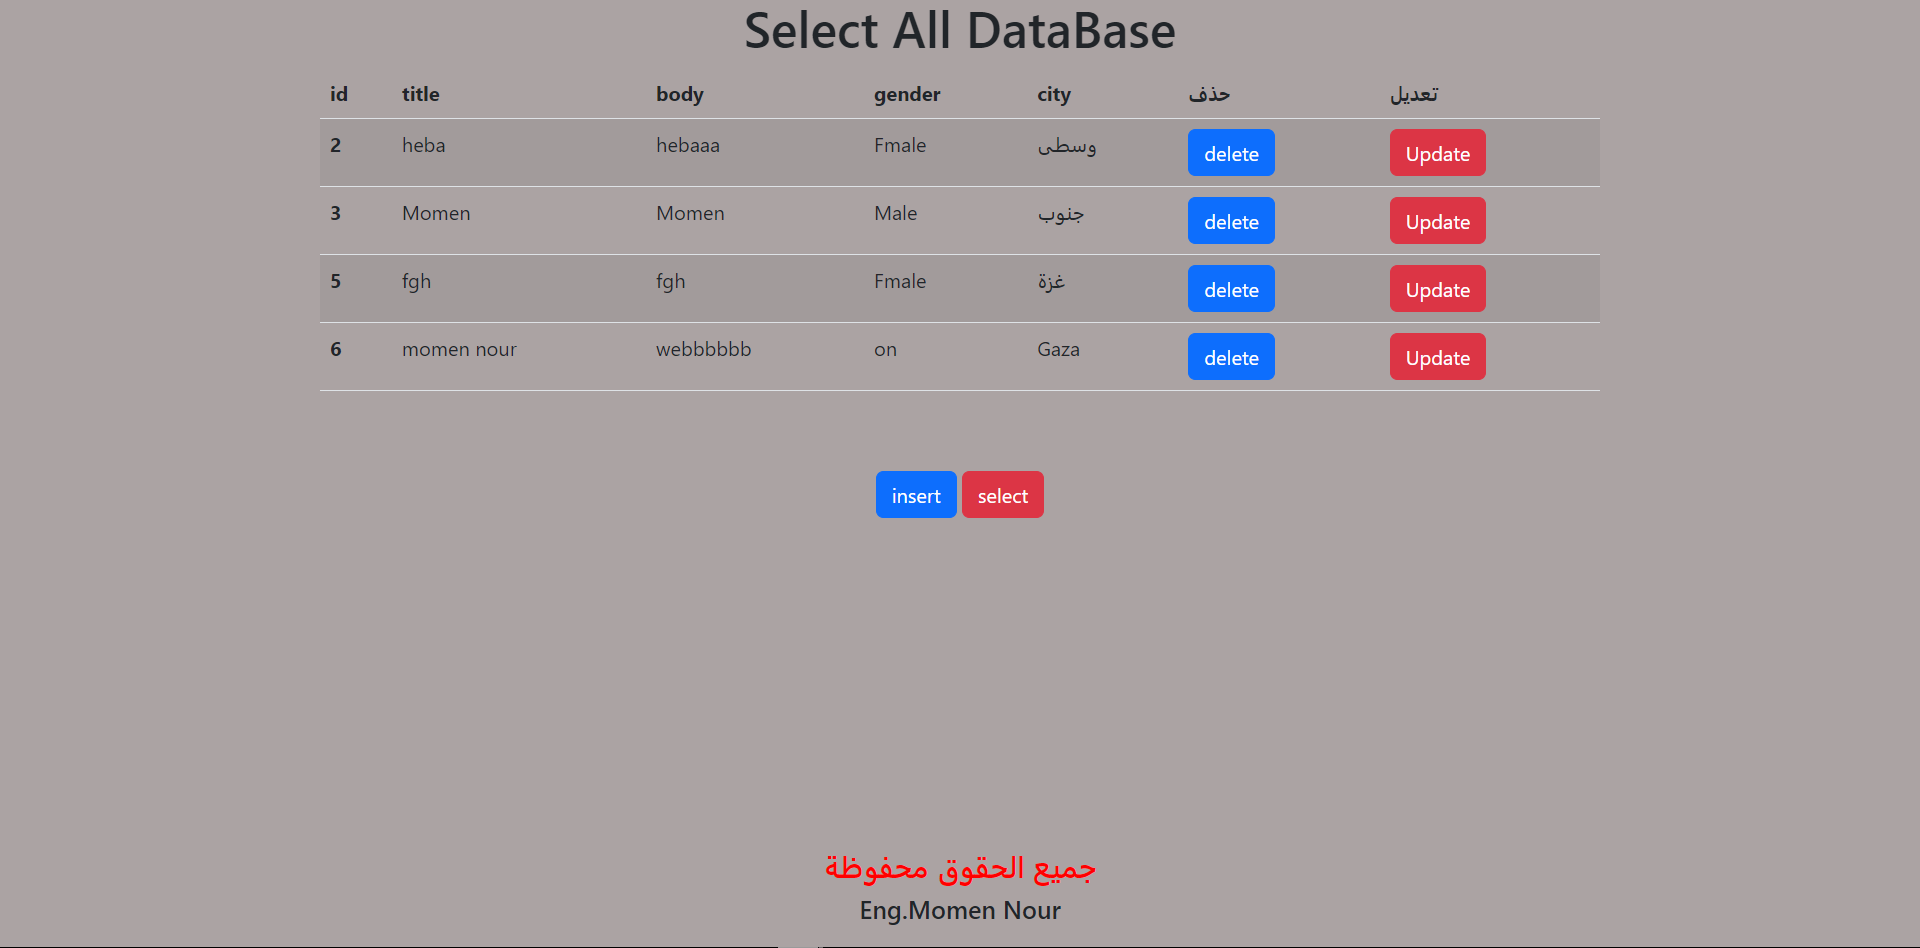 Select All DataBase
id title body gender city حذف تعديل
2 heba hebaaa Fmale وسطى delete Update
3 Momen Momen Male جنوب delete Update
5 fgh fgh Fmale غزة delete Update
6 momen nour webbbbbb on Gaza delete Update
insert select
جميع الحقوق محفوظة
Eng.Momen Nour